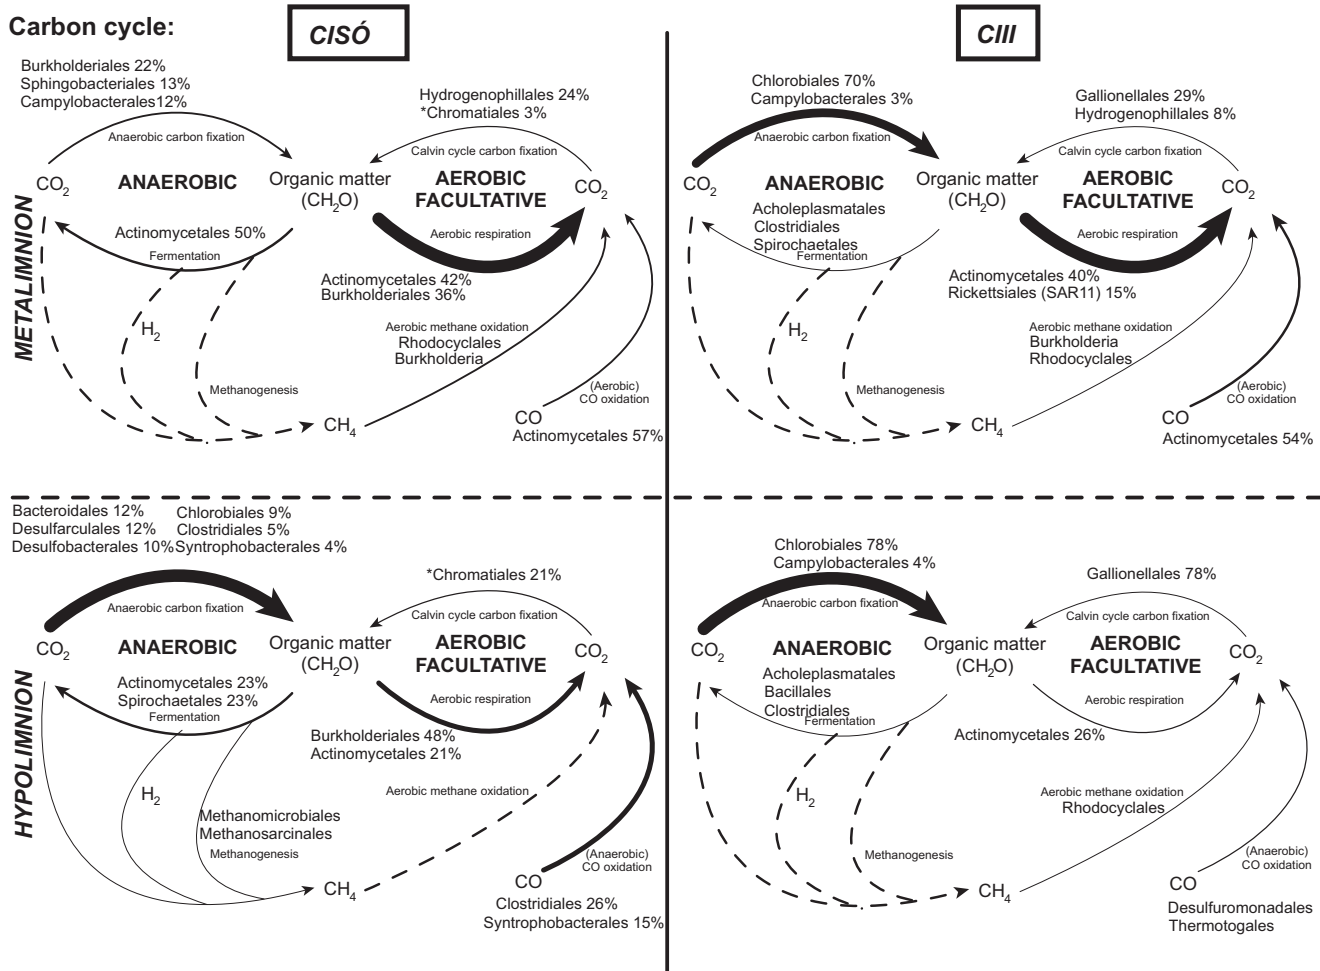 Carbon cycle:
CISÓ
CIII
METALIMNION
Burkholderiales 22%
Sphingobacteriales 13%
Campylobacterales12%
Anaerobic carbon fixation
Hydrogenophillales 24%
*Chromatiales 3%
Calvin cycle carbon fixation
CO2
ANAEROBIC
Organic matter
(CH2O)
AEROBIC
FACULTATIVE
CO2
Actinomycetales 50%
Fermentation
Aerobic respiration
Actinomycetales 42%
Burkholderiales 36%
H2
Aerobic methane oxidation
Rhodocyclales
Burkholderia
Methanogenesis
(Aerobic)
CO oxidation
CH4
CO
Actinomycetales 57%
Chlorobiales 70%
Campylobacterales 3%
Anaerobic carbon fixation
Gallionellales 29%
Hydrogenophillales 8%
Calvin cycle carbon fixation
CO2
ANAEROBIC
Organic matter
(CH2O)
AEROBIC
FACULTATIVE
CO2
Acholeplasmatales
Clostridiales
Spirochaetales
Fermentation
Aerobic respiration
Actinomycetales 40%
Rickettsiales (SAR11) 15%
H2
Aerobic methane oxidation
Burkholderia
Rhodocyclales
Methanogenesis
(Aerobic)
CO oxidation
CH4
CO
Actinomycetales 54%
HYPOLIMNION
Bacteroidales 12% Chlorobiales 9%
Desulfarculales 12% Clostridiales 5%
Desulfobacterales 10%Syntrophobacterales 4%
Anaerobic carbon fixation
*Chromatiales 21%
Calvin cycle carbon fixation
CO2
ANAEROBIC
Organic matter
(CH2O)
AEROBIC
FACULTATIVE
CO2
Actinomycetales 23%
Spirochaetales 23%
Fermentation
Aerobic respiration
Burkholderiales 48%
Actinomycetales 21%
H2
Aerobic methane oxidation
Methanomicrobiales
Methanosarcinales
Methanogenesis
(Anaerobic)
CO oxidation
CH4
CO
Clostridiales 26%
Syntrophobacterales 15%
Chlorobiales 78%
Campylobacterales 4%
Anaerobic carbon fixation
Gallionellales 78%
Calvin cycle carbon fixation
CO2
ANAEROBIC
Organic matter
(CH2O)
AEROBIC
FACULTATIVE
CO2
Acholeplasmatales
Bacillales
Clostridiales
Fermentation
Aerobic respiration
Actinomycetales 26%
H2
Aerobic methane oxidation
Rhodocyclales
Methanogenesis
(Anaerobic)
CO oxidation
CH4
CO
Desulfuromonadales
Thermotogales